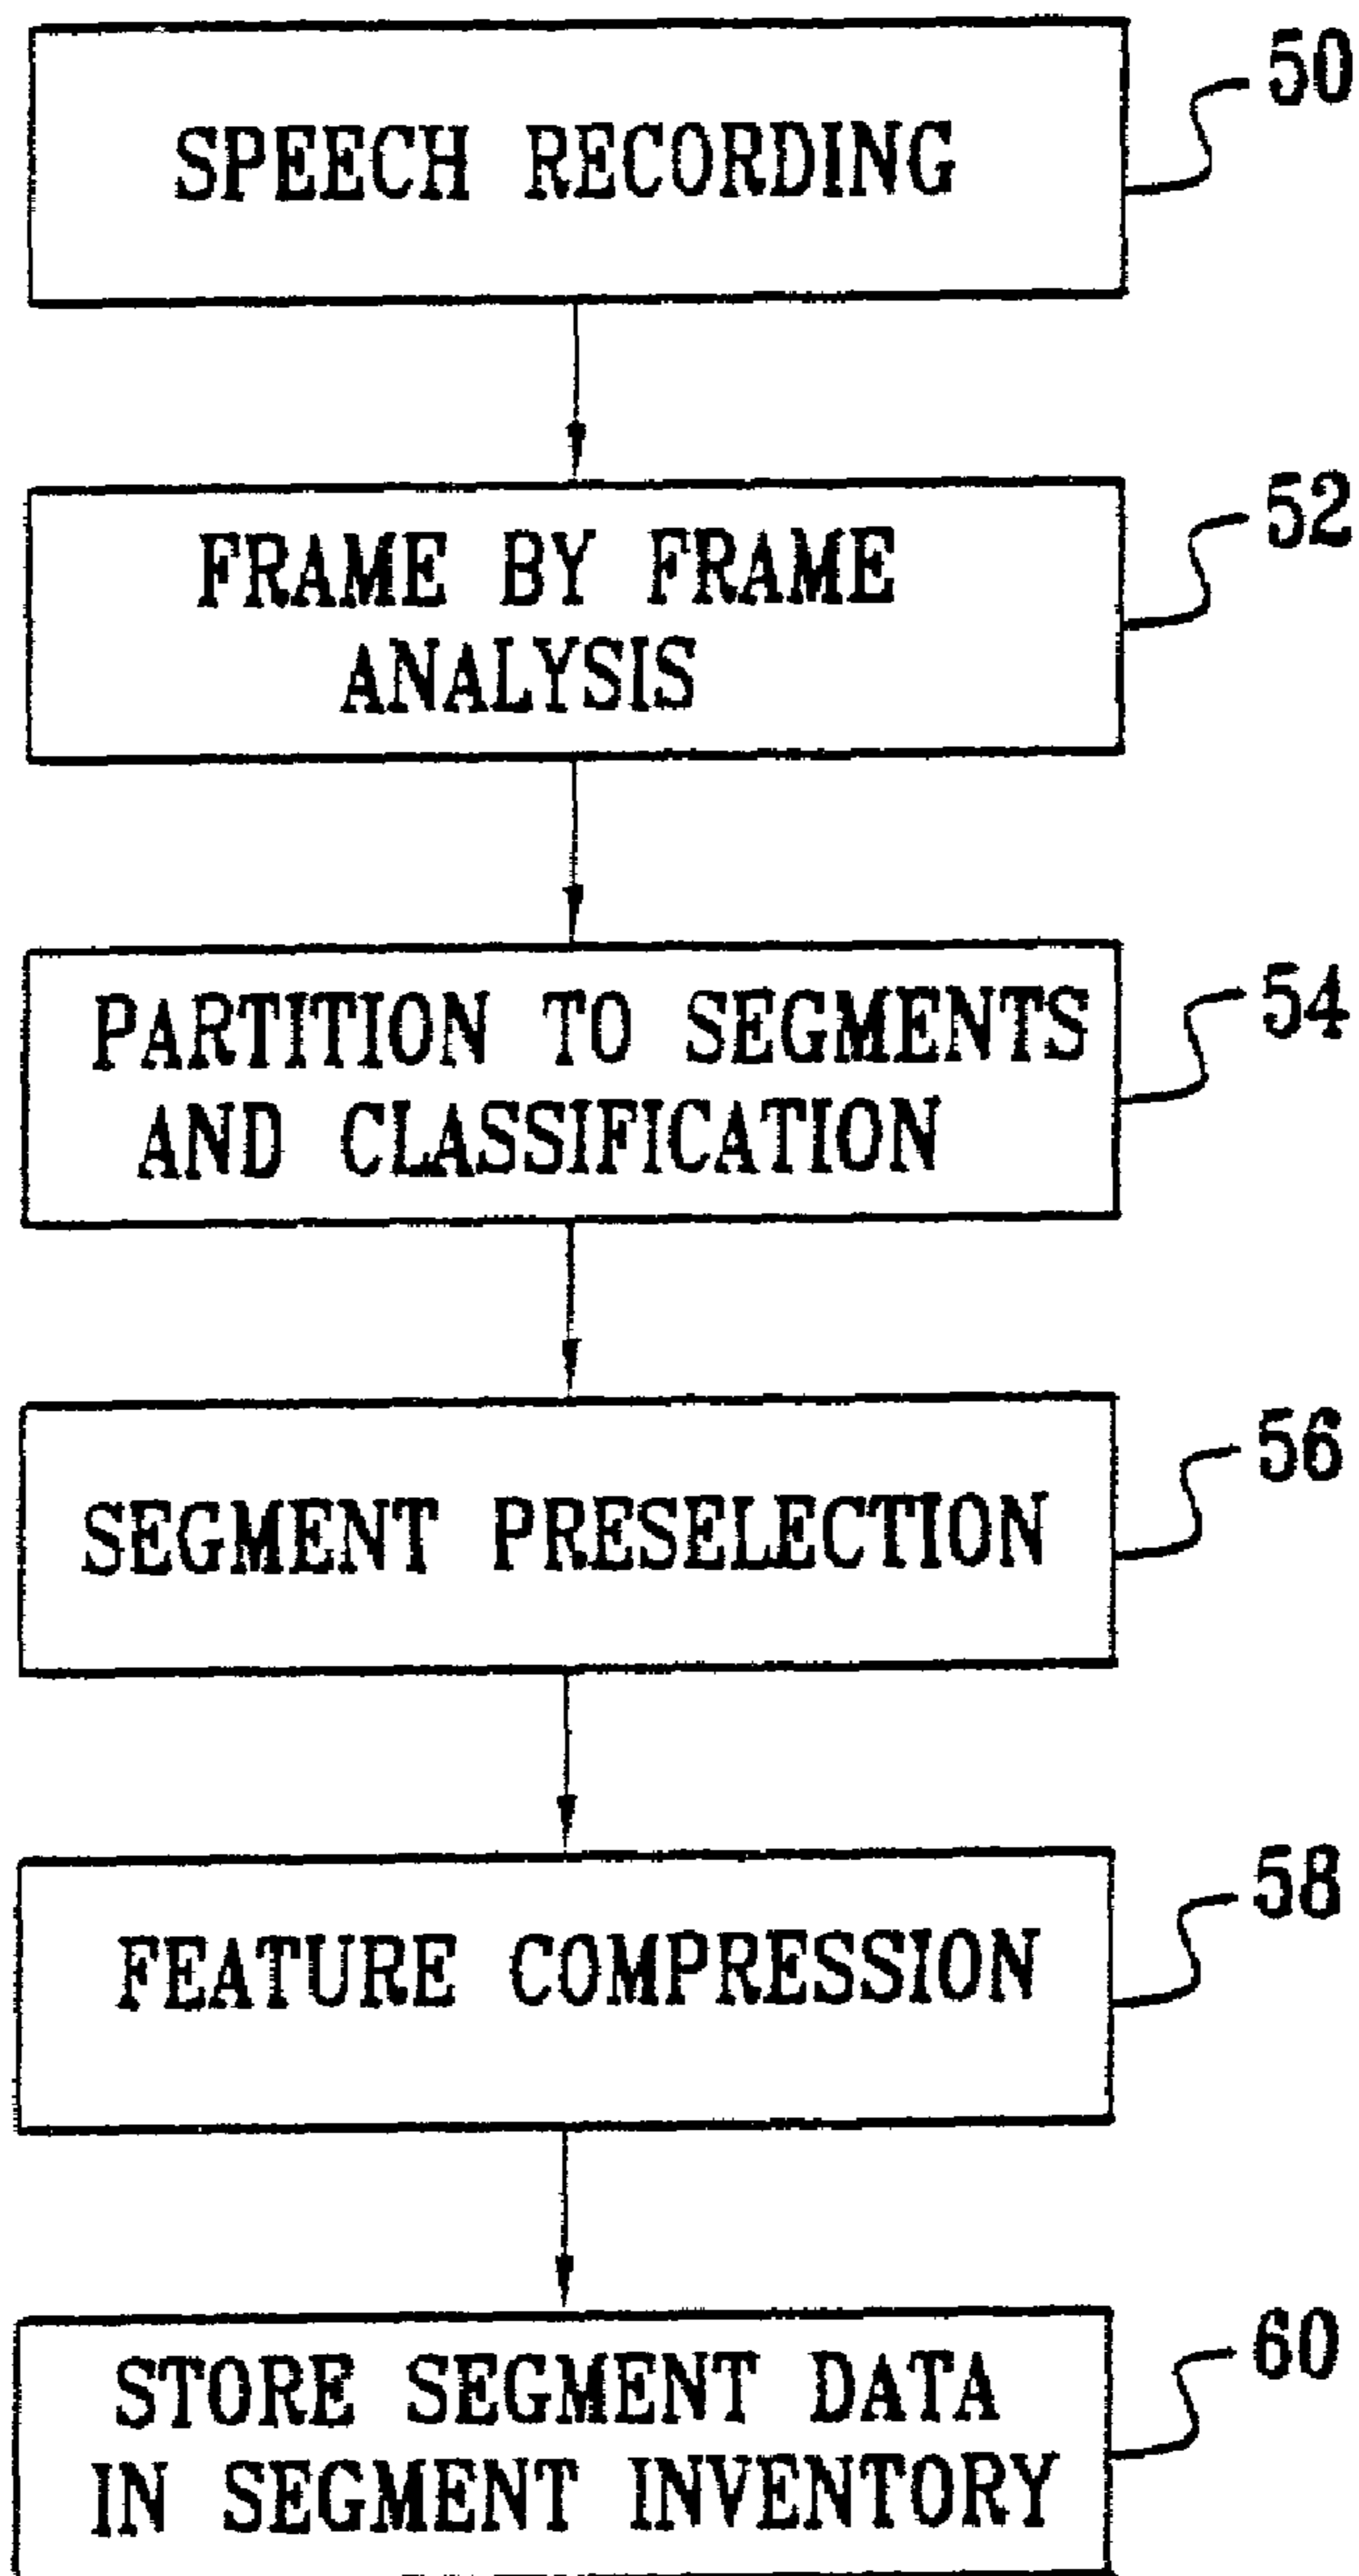 SPEECH RECORDING
50
FRAME BY FRAME
ANALYSIS
52
PARTITION TO SEGMENTS
AND CLASSIFICATION
54
SEGMENT PRESELECTION
56
FEATURE COMPRESSION
58
STORE SEGMENT DATA
IN SEGMENT INVENTORY
60